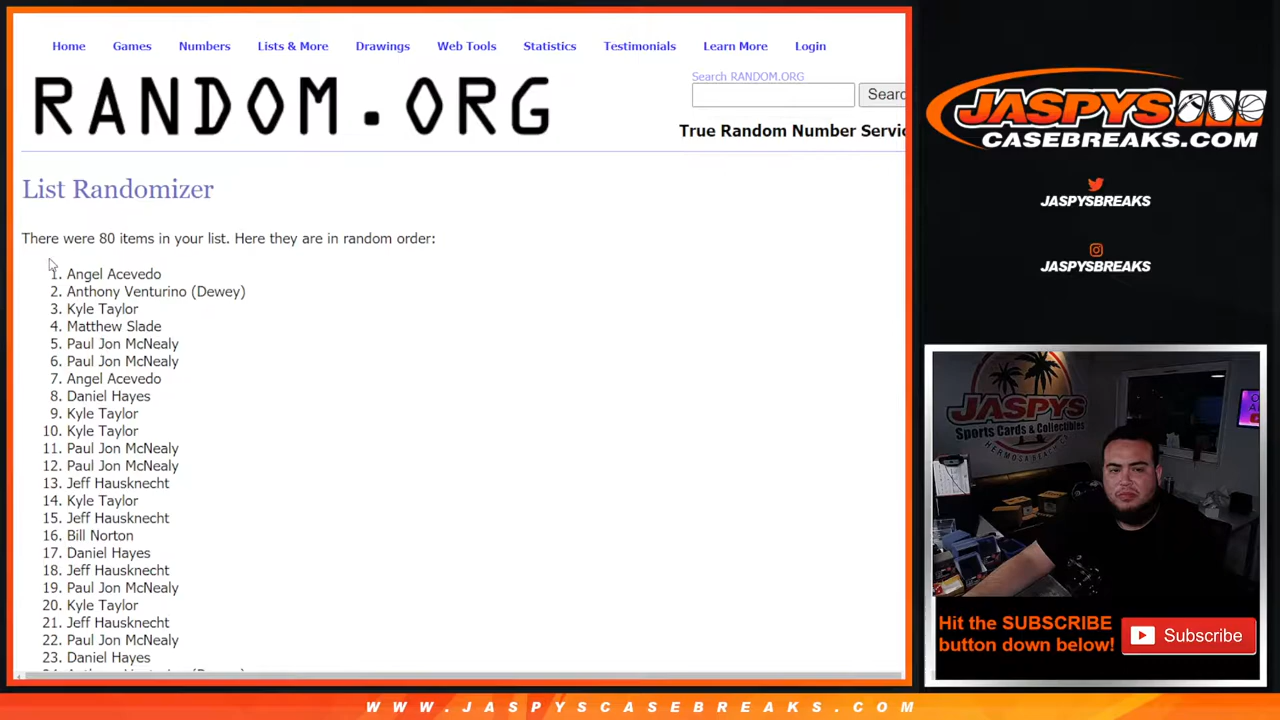 Home Games Numbers Lists & More Drawings Web Tools Statistics Testimonials Learn More Login
RANDOM.ORG
Search RANDOM.ORG
Searc
True Random Number Servic
List Randomizer
There were 80 items in your list. Here they are in random order:
1. Angel Acevedo
2. Anthony Venturino (Dewey)
3. Kyle Taylor
4. Matthew Slade
5. Paul Jon McNealy
6. Paul Jon McNealy
7. Angel Acevedo
8. Daniel Hayes
9. Kyle Taylor
10. Kyle Taylor
11. Paul Jon McNealy
12. Paul Jon McNealy
13. Jeff Hausknecht
14. Kyle Taylor
15. Jeff Hausknecht
16. Bill Norton
17. Daniel Hayes
18. Jeff Hausknecht
19. Paul Jon McNealy
20. Kyle Taylor
21. Jeff Hausknecht
22. Paul Jon McNealy
23. Daniel Hayes
JASPYS
CASEBREAKS.COM
JASPYSBREAKS
JASPYSBREAKS
JASPYS
Sports Cards & Collectibles
HERMOSA BEACH
Hit the SUBSCRIBE
button down below!
Subscribe
WWW.JASPYSCASEBREAKS.COM